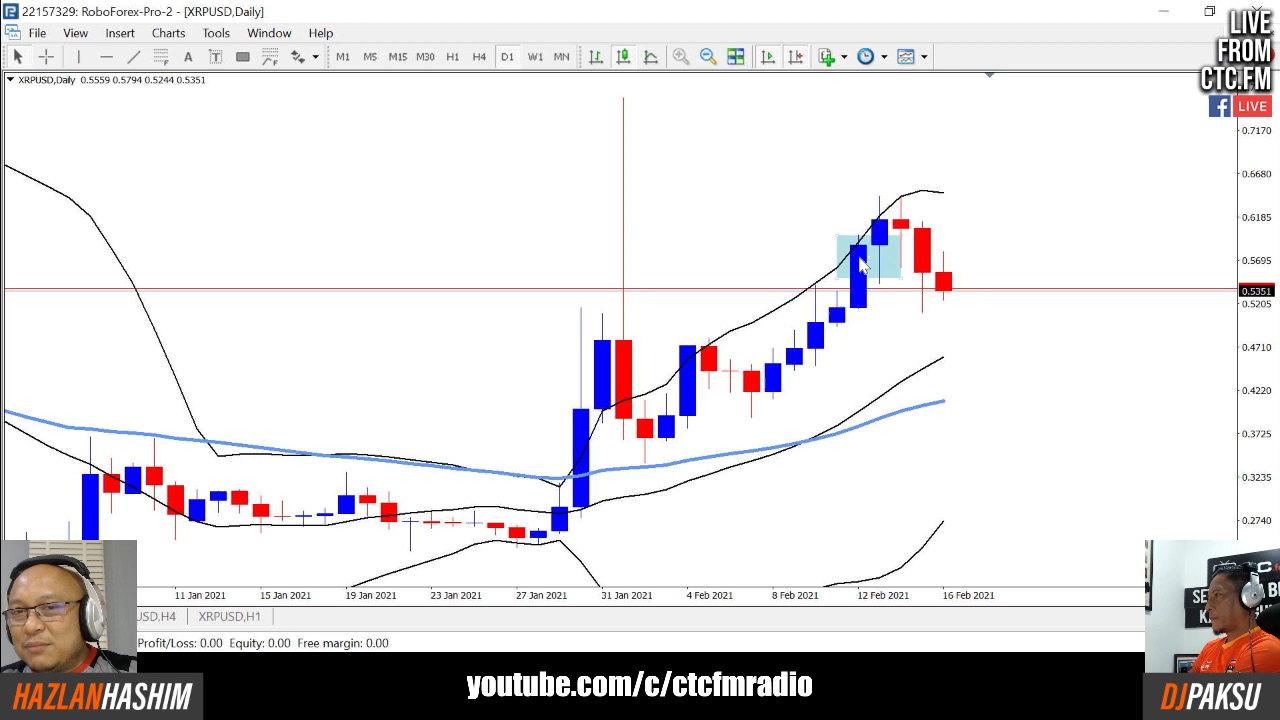 22157329: RoboForex-Pro-2 - [XRPUSD,Daily]
File View Insert Charts Tools Window Help
LIVE
FROM
CTC.FM
f LIVE
A T M1 M5 M15 M30 H1 H4 D1 W1 MN
XRPUSD,Daily 0.5559 0.5794 0.5244 0.5351
0.7170
0.6680
0.6185
0.5695
0.5351
0.5205
0.4710
0.4220
0.3725
0.3235
0.2740
11 Jan 2021 15 Jan 2021 19 Jan 2021 23 Jan 2021 27 Jan 2021 31 Jan 2021 4 Feb 2021 8 Feb 2021 12 Feb 2021 16 Feb 2021
USD,H4 XRPUSD,H1
Profit/Loss: 0.00 Equity: 0.00 Free margin: 0.00
HAZLANHASHIM
youtube.com/c/ctcfmradio
DJPAKSU